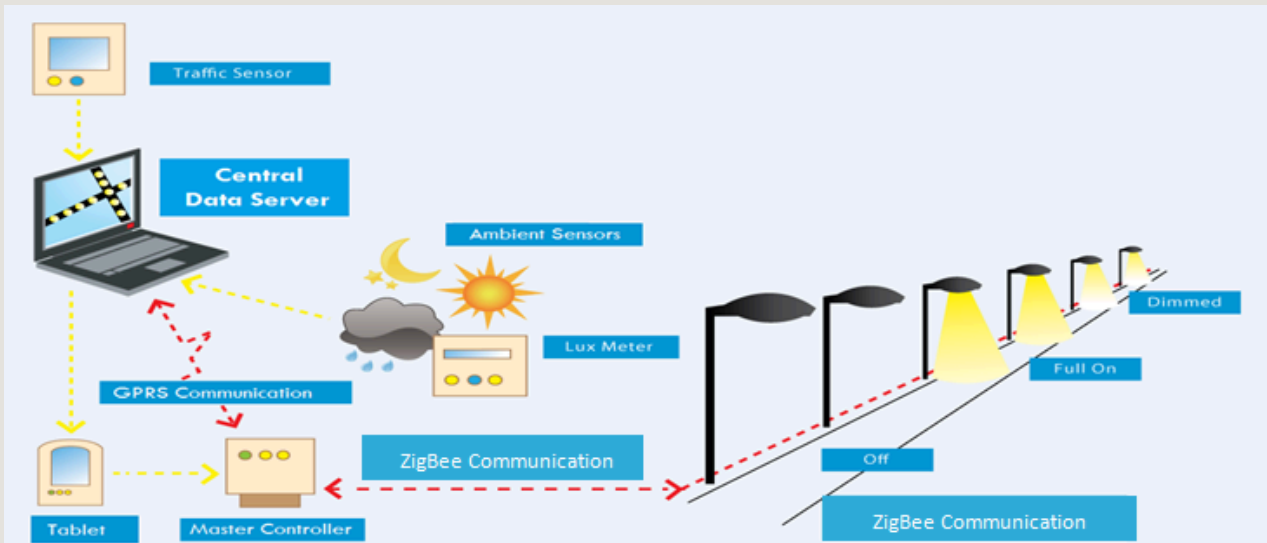 Traffic Sensor
Central
Data Server
Ambient Sensors
Lux Meter
Dimmed
Full On
GPRS Communication
ZigBee Communication
Off
Tablet
Master Controller
ZigBee Communication